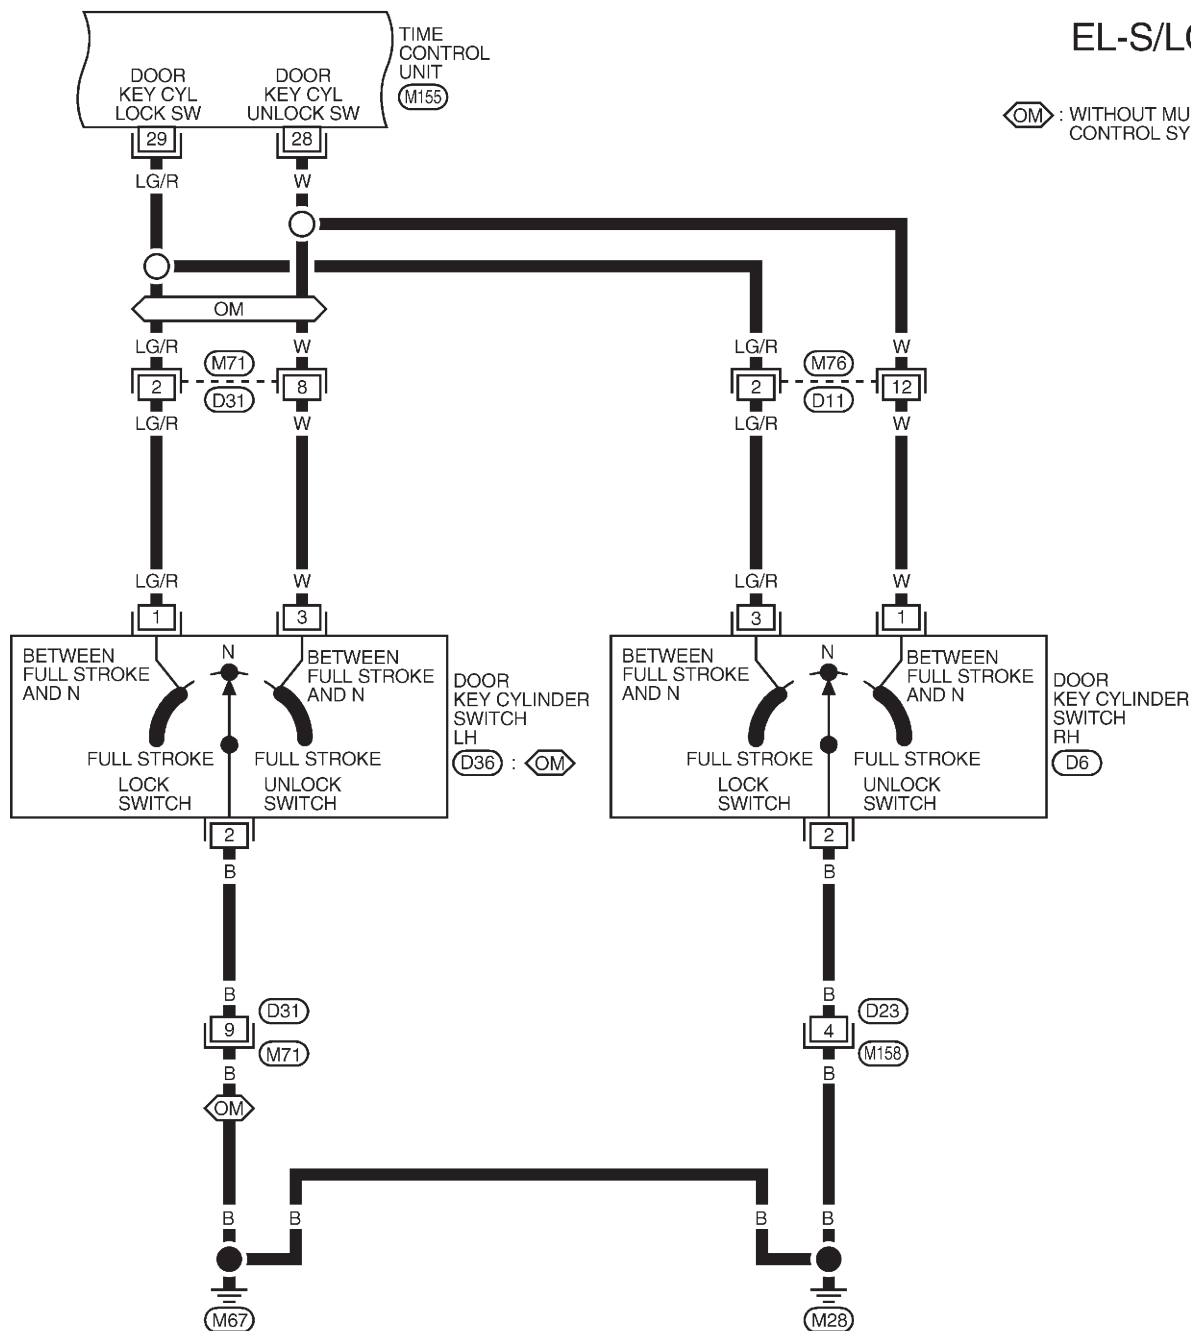 EL-S/L
TIME
CONTROL
UNIT
M155
DOOR
KEY CYL
LOCK SW
DOOR
KEY CYL
UNLOCK SW
OM : WITHOUT MU
CONTROL SY
29
28
LG/R
W
OM
LG/R
W
LG/R
W
2
M71
D31
8
2
M76
D11
12
LG/R
W
LG/R
W
LG/R
W
LG/R
W
1
3
3
1
BETWEEN
FULL STROKE
AND N
N
BETWEEN
FULL STROKE
AND N
FULL STROKE
FULL STROKE
LOCK
SWITCH
UNLOCK
SWITCH
DOOR
KEY CYLINDER
SWITCH
LH
D36 : OM
BETWEEN
FULL STROKE
AND N
N
BETWEEN
FULL STROKE
AND N
FULL STROKE
FULL STROKE
LOCK
SWITCH
UNLOCK
SWITCH
DOOR
KEY CYLINDER
SWITCH
RH
D6
2
2
B
B
B
B
9
D31
M71
4
D23
M158
B
B
OM
B
B
B
B
M67
M28